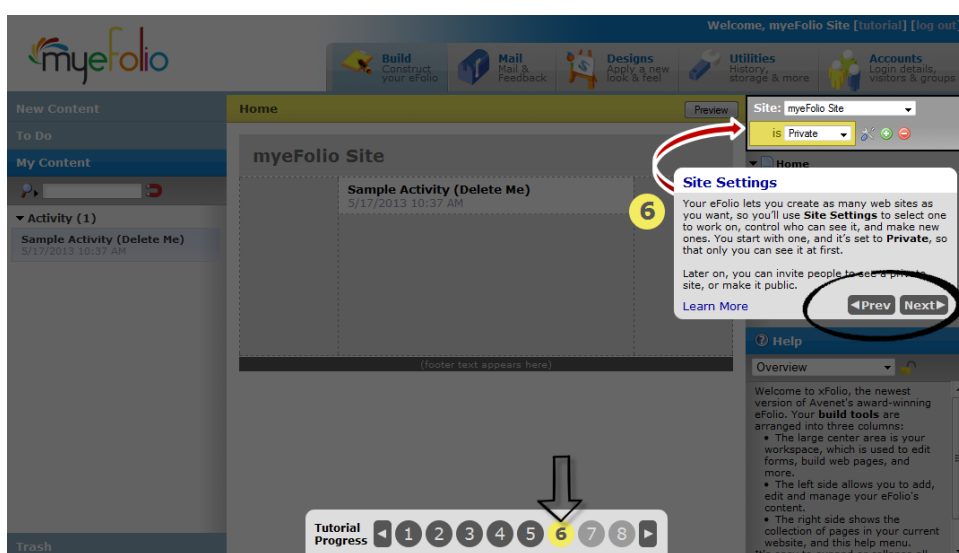 Welcome, myeFolio Site [tutorial] [log out]
myefolio
Build
Construct
your eFolio
Mail
Mail &
Feedback
Designs
Apply a new
look & feel
Utilities
History,
storage & more
Accounts
Login details,
visitors & groups
New Content
To Do
My Content
▼ Activity (1)
Sample Activity (Delete Me)
5/17/2013 10:37 AM
Trash
Home
Preview
myeFolio Site
Sample Activity (Delete Me)
5/17/2013 10:37 AM
(footer text appears here)
Site: myeFolio Site
is Private
Home
6
Site Settings
Your eFolio lets you create as many web sites as
you want, so you'll use Site Settings to select one
to work on, control who can see it, and make new
ones. You start with one, and it's set to Private, so
that only you can see it at first.
Later on, you can invite people to see a private
site, or make it public.
Learn More
◀Prev Next▶
Help
Overview
Welcome to xFolio, the newest
version of Avenet's award-winning
eFolio. Your build tools are
arranged into three columns:
• The large center area is your
workspace, which is used to edit
forms, build web pages, and
more.
• The left side allows you to add,
edit and manage your eFolio's
content.
• The right side shows the
collection of pages in your current
website, and this help menu.
Tutorial
Progress
1 2 3 4 5 6 7 8